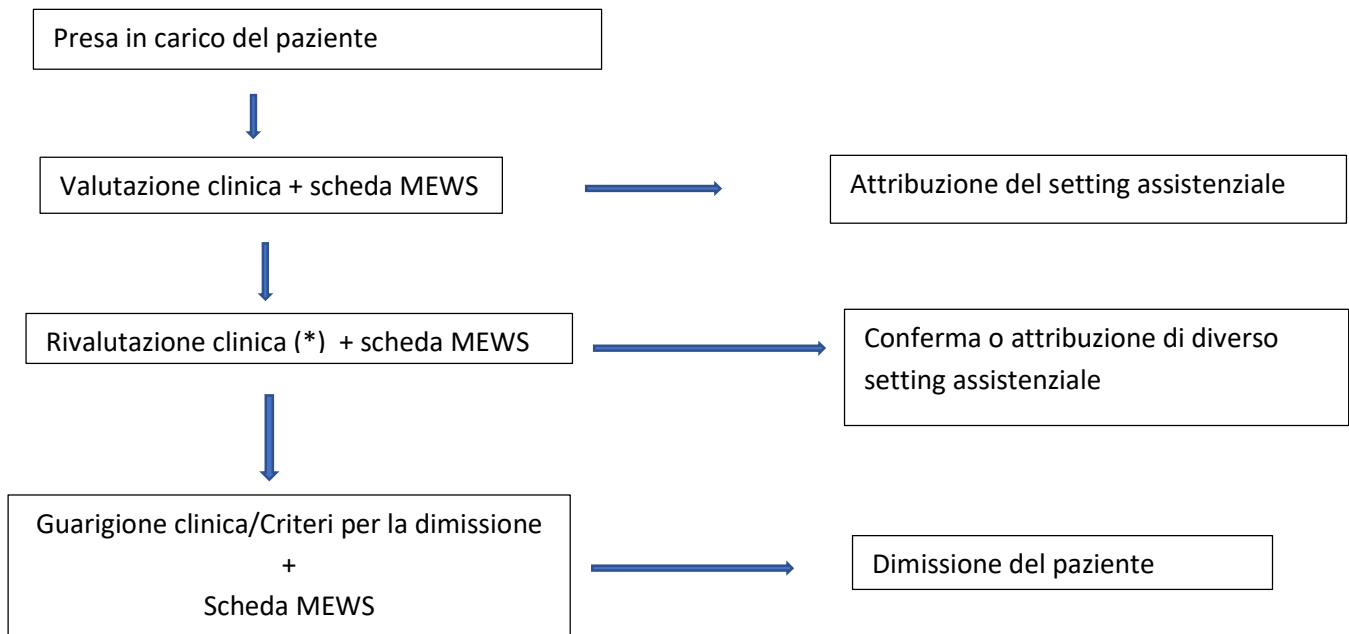 Presa in carico del paziente
Valutazione clinica + scheda MEWS
Attribuzione del setting assistenziale
Rivalutazione clinica (*) + scheda MEWS
Conferma o attribuzione di diverso
setting assistenziale
Guarigione clinica/Criteri per la dimissione
+
Scheda MEWS
Dimissione del paziente